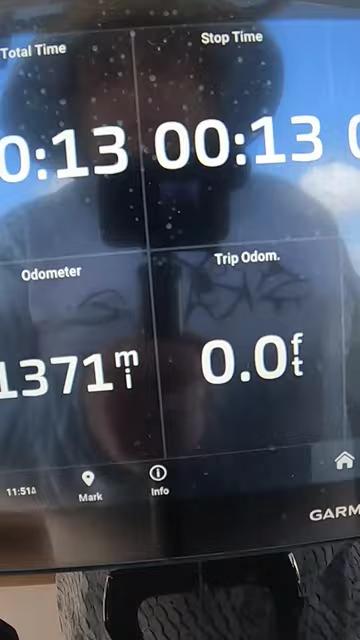 Total Time
Stop Time
0:13
00:13
Odometer
Trip Odom.
1371 mi
0.0 ft
11:51A
Mark
Info
GARM